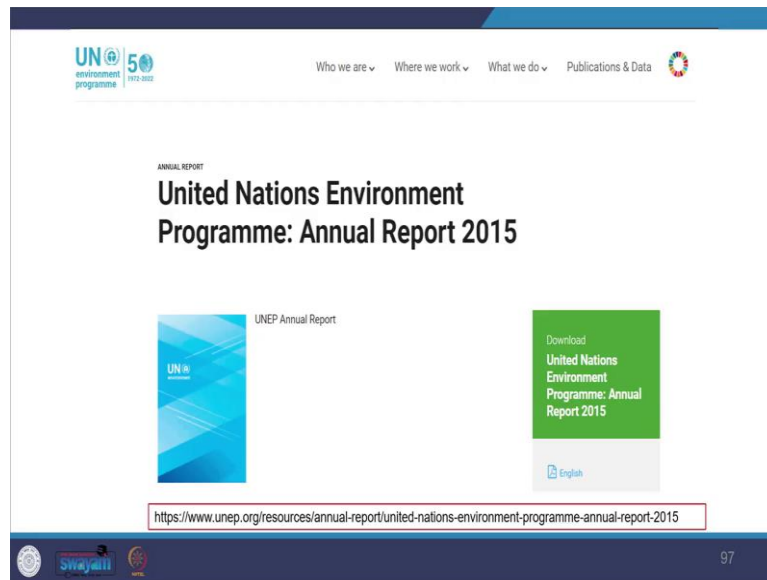 UN
environment
programme
50
1972-2022
Who we are
Where we work
What we do
Publications & Data
ANNUAL REPORT
United Nations Environment
Programme: Annual Report 2015
UN
environment
UNEP Annual Report
Download
United Nations
Environment
Programme: Annual
Report 2015
English
https://www.unep.org/resources/annual-report/united-nations-environment-programme-annual-report-2015
swayam
97